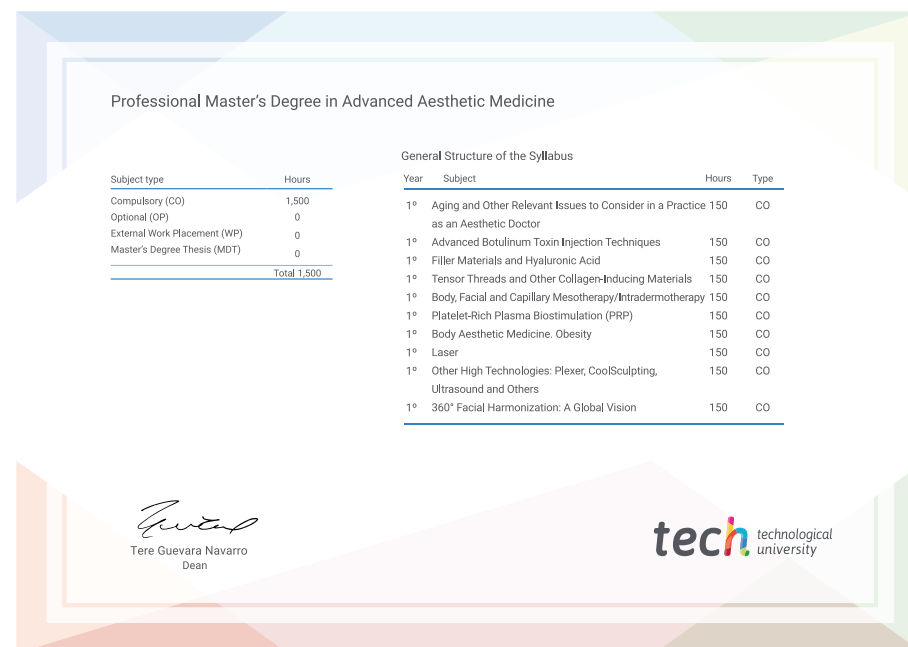 Professional Master's Degree in Advanced Aesthetic Medicine
Subject type Hours
Compulsory (CO) 1,500
Optional (OP) 0
External Work Placement (WP) 0
Master's Degree Thesis (MDT) 0
Total 1,500
General Structure of the Syllabus
Year Subject Hours Type
1º Aging and Other Relevant Issues to Consider in a Practice 150 CO
as an Aesthetic Doctor
1º Advanced Botulinum Toxin Injection Techniques 150 CO
1º Filler Materials and Hyaluronic Acid 150 CO
1º Tensor Threads and Other Collagen-Inducing Materials 150 CO
1º Body, Facial and Capillary Mesotherapy/Intradermotherapy 150 CO
1º Platelet-Rich Plasma Biostimulation (PRP) 150 CO
1º Body Aesthetic Medicine. Obesity 150 CO
1º Laser 150 CO
1º Other High Technologies: Plexer, CoolSculpting, 150 CO
Ultrasound and Others
1º 360° Facial Harmonization: A Global Vision 150 CO
Tere Guevara Navarro
Dean
tech technological
university